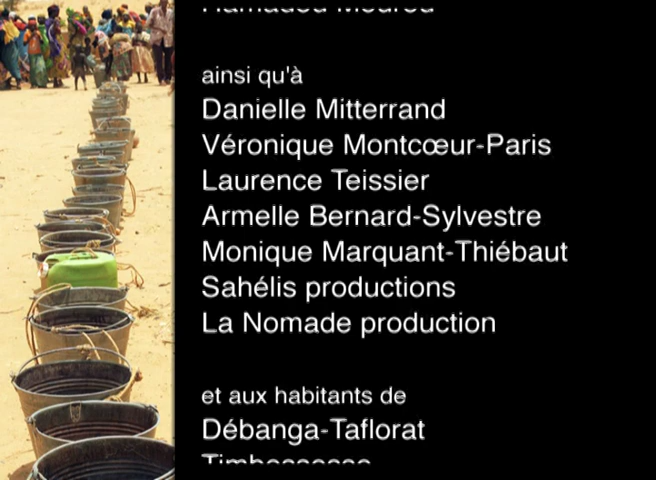 ainsi qu'à
Danielle Mitterrand
Véronique Montcœur-Paris
Laurence Teissier
Armelle Bernard-Sylvestre
Monique Marquant-Thiébaut
Sahélis productions
La Nomade production
et aux habitants de
Débanga-Taflorat